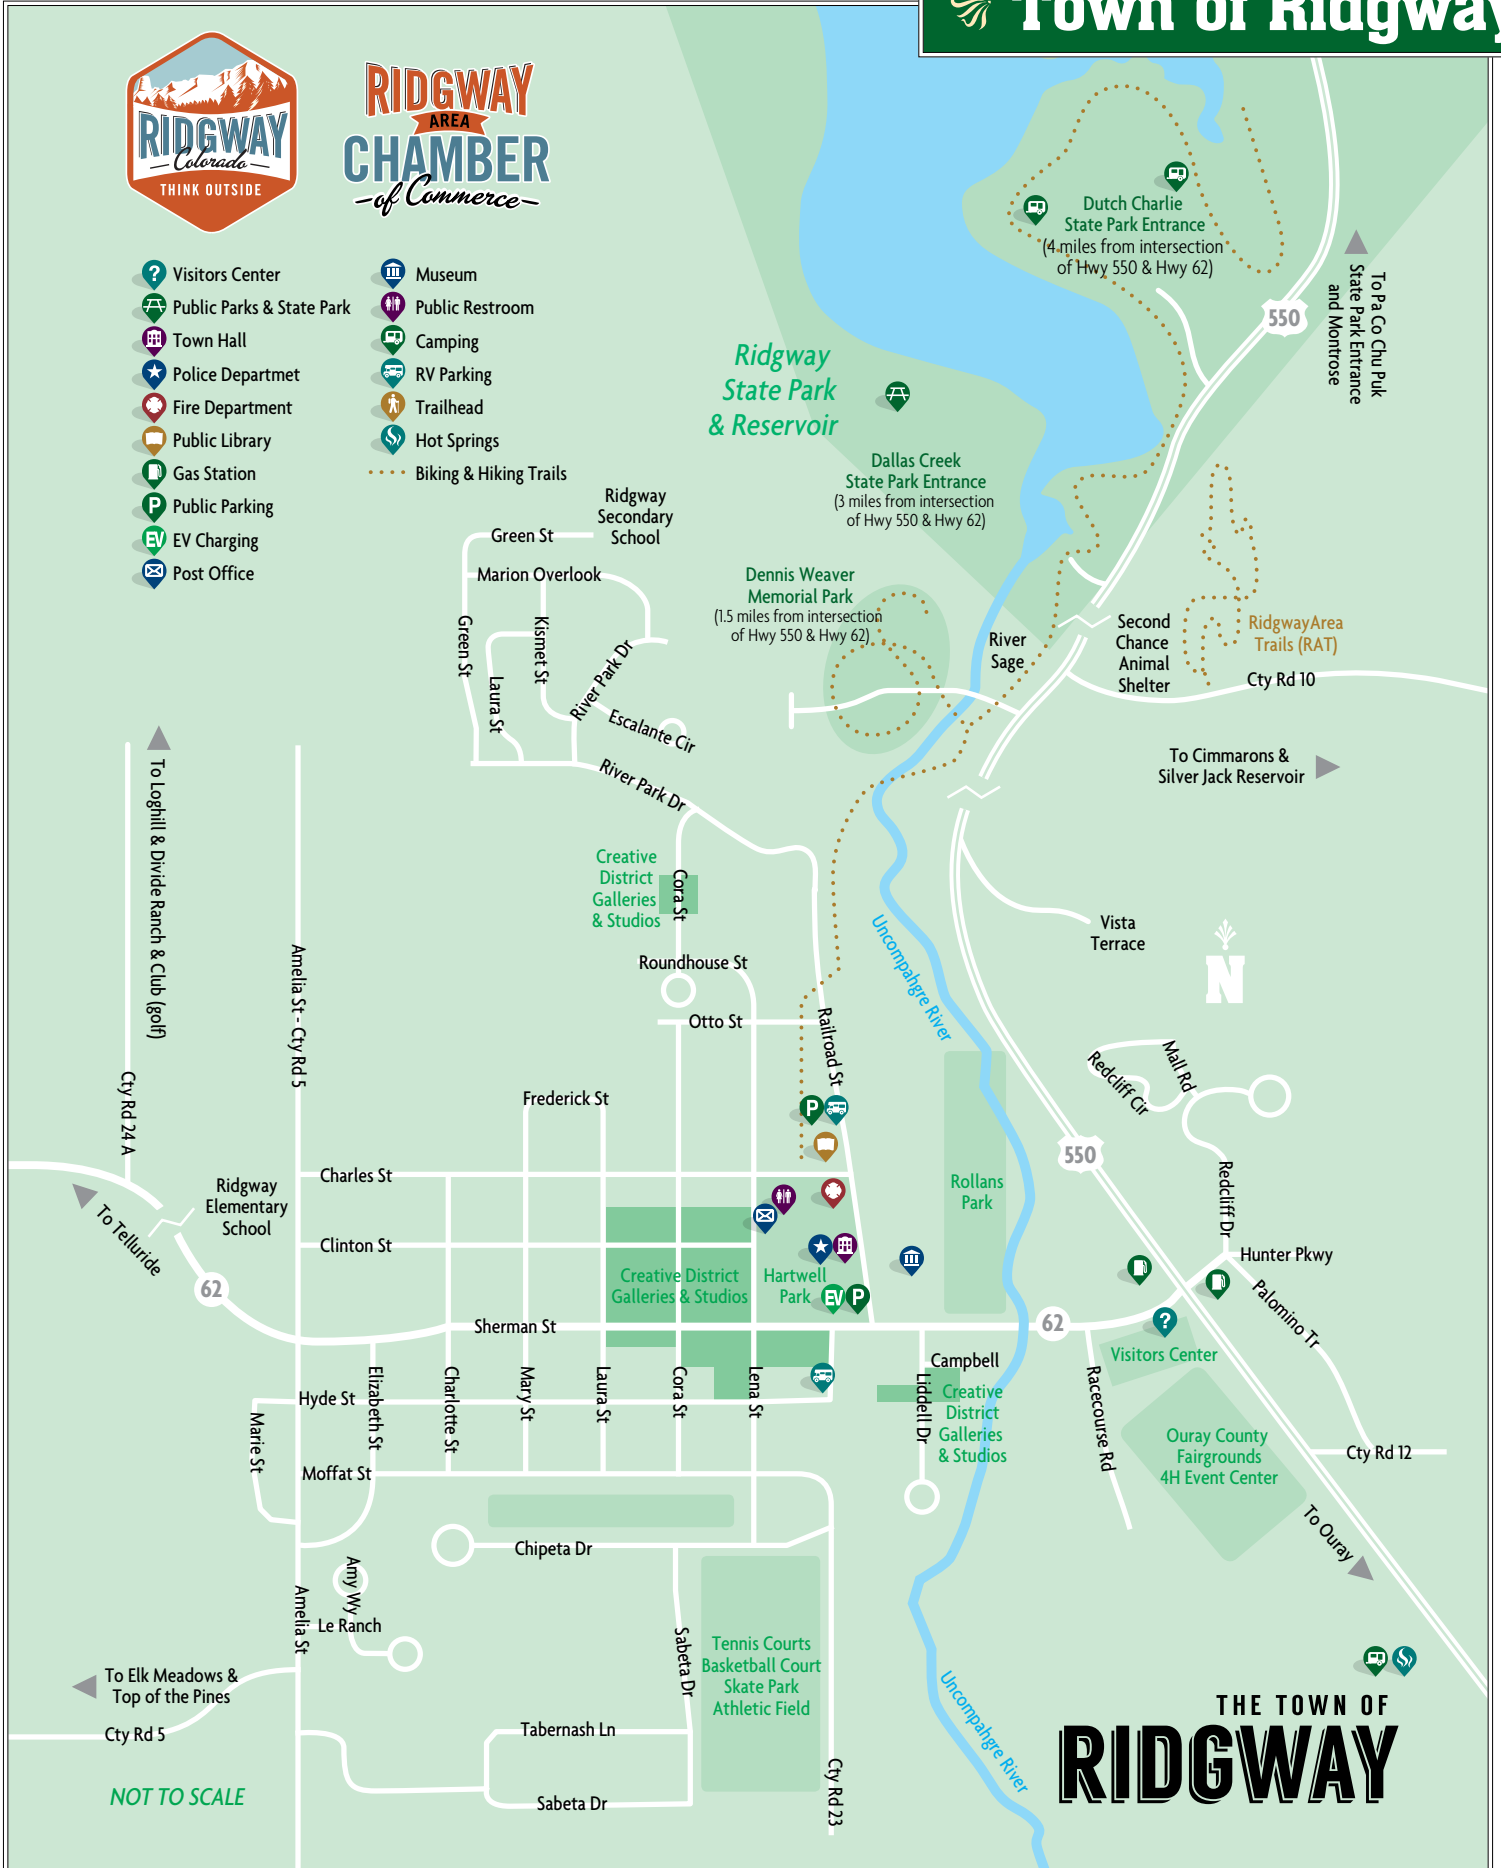 Town of Ridgway
RIDGWAY
Colorado
THINK OUTSIDE
RIDGWAY
AREA
CHAMBER
of Commerce
? Visitors Center
Public Parks & State Park
Town Hall
Police Departmet
Fire Department
Public Library
Gas Station
P Public Parking
EV EV Charging
Post Office
Museum
Public Restroom
Camping
RV Parking
Trailhead
Hot Springs
Biking & Hiking Trails
Dutch Charlie
State Park Entrance
(4 miles from intersection
of Hwy 550 & Hwy 62)
550
To Pa Co Chu Puk
State Park Entrance
and Montrose
Ridgway
State Park
& Reservoir
Dallas Creek
State Park Entrance
(3 miles from intersection
of Hwy 550 & Hwy 62)
Ridgway
Secondary
School
Green St
Marion Overlook
Green St
Kismet St
Laura St
River Park Dr
Escalante Cir
River Park Dr
Dennis Weaver
Memorial Park
(1.5 miles from intersection
of Hwy 550 & Hwy 62)
River
Sage
Second
Chance
Animal
Shelter
RidgwayArea
Trails (RAT)
Cty Rd 10
To Cimmarons &
Silver Jack Reservoir
To Loghill & Divide Ranch & Club (golf)
Cty Rd 24 A
Amelia St - Cty Rd 5
Creative
District
Galleries
& Studios
Cora St
Roundhouse St
Otto St
Railroad St
Uncompahgre River
Vista
Terrace
N
Mall Rd
Redcliff Cir
Redcliff Dr
550
Frederick St
P
Charles St
Ridgway
Elementary
School
To Telluride
62
Clinton St
Creative District
Galleries & Studios
Hartwell
Park
EV P
Rollans
Park
Hunter Pkwy
Palomino Tr
Sherman St
62
?
Visitors Center
Campbell
Liddell Dr
Creative
District
Galleries
& Studios
Racecourse Rd
Ouray County
Fairgrounds
4H Event Center
Cty Rd 12
To Ouray
Hyde St
Marie St
Elizabeth St
Charlotte St
Mary St
Laura St
Cora St
Lena St
Moffat St
Chipeta Dr
Amy Wy
Amelia St
Le Ranch
Sabeta Dr
Tennis Courts
Basketball Court
Skate Park
Athletic Field
To Elk Meadows &
Top of the Pines
Cty Rd 5
Tabernash Ln
Sabeta Dr
Cty Rd 23
Uncompahgre River
NOT TO SCALE
THE TOWN OF
RIDGWAY